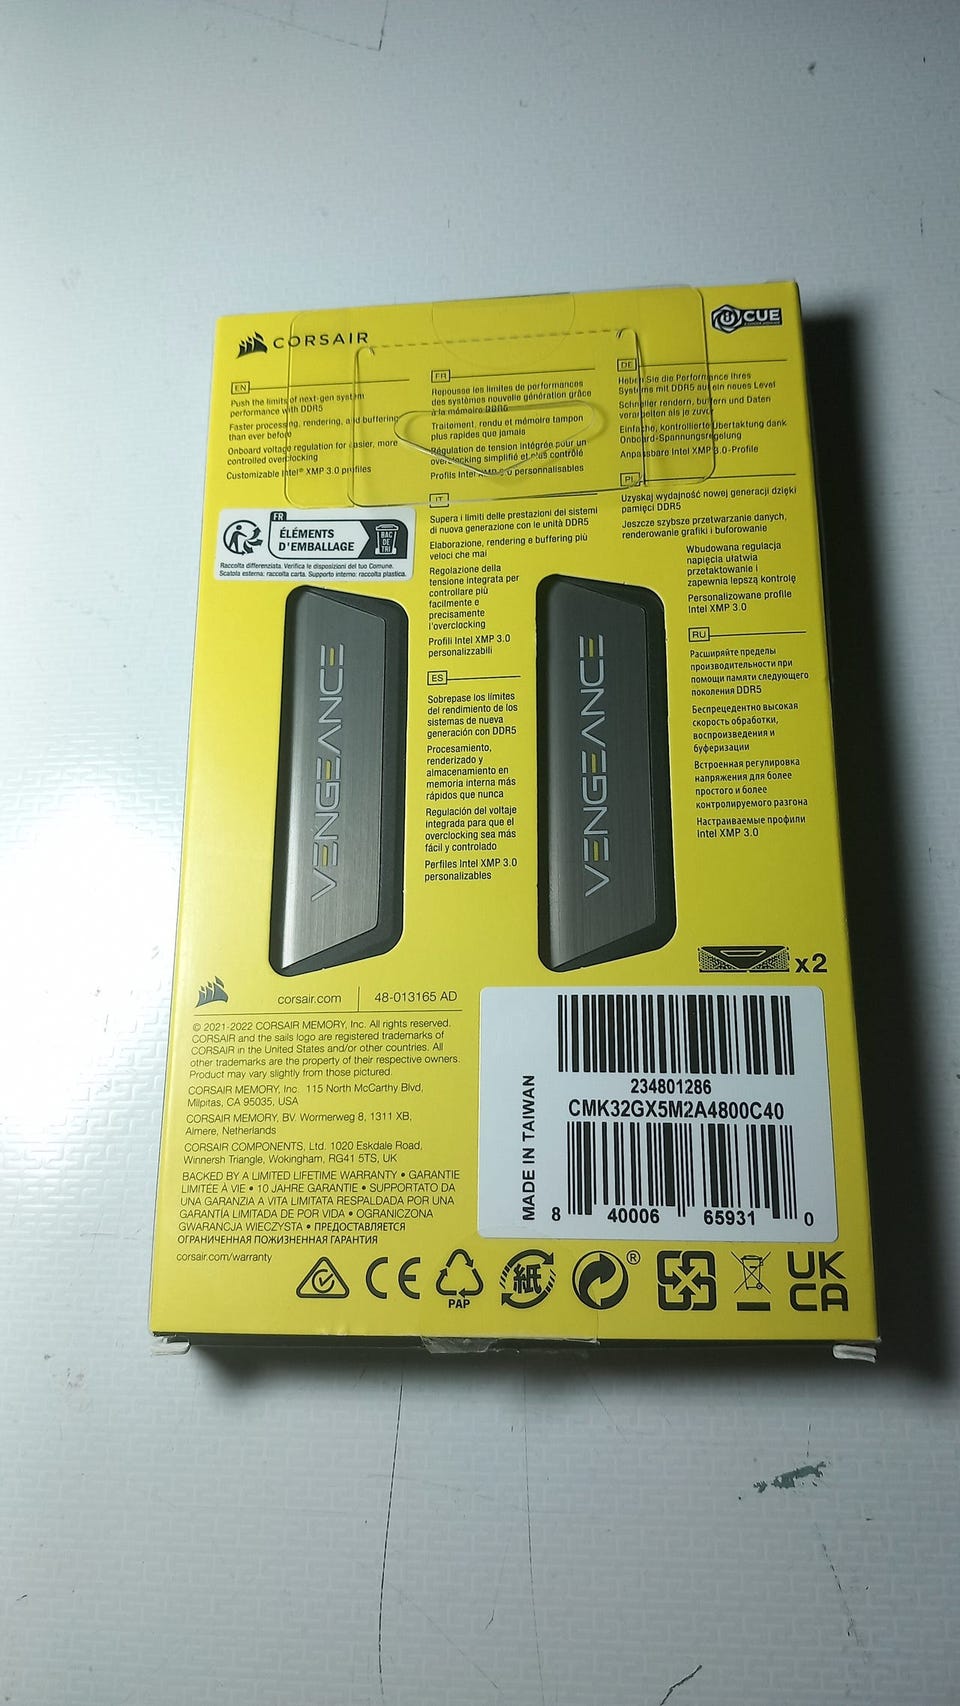 CORSAIR
iCUE
EN
Push the limits of next-gen system
performance with DDR5
Faster processing, rendering, and buffering
than ever before
Onboard voltage regulation for easier, more
controlled overclocking
Customizable Intel® XMP 3.0 profiles
FR
Repousse les limites de performances
des systèmes nouvelle génération grâce
à la mémoire DDR5
Traitement, rendu et mémoire tampon
plus rapides que jamais
Régulation de tension intégrée pour un
overclocking simplifié et plus contrôlé
Profils Intel XMP 3.0 personnalisables
DE
Heben Sie die Performance Ihres
Systems mit DDR5 auf ein neues Level
Schneller rendern, puffern und Daten
verarbeiten als je zuvor
Einfache, kontrollierte Übertaktung dank
Onboard-Spannungsregelung
Anpassbare Intel XMP 3.0-Profile
FR
ÉLÉMENTS
D'EMBALLAGE
BAC
DE
TRI
Raccolta differenziata. Verifica le disposizioni del tuo Comune.
Scatola esterna: raccolta carta. Supporto interno: raccolta plastica.
IT
Supera i limiti delle prestazioni dei sistemi
di nuova generazione con le unità DDR5
Elaborazione, rendering e buffering più
veloci che mai
Regolazione della
tensione integrata per
controllare più
facilmente e
precisamente
l'overclocking
Profili Intel XMP 3.0
personalizzabili
PL
Uzyskaj wydajność nowej generacji dzięki
pamięci DDR5
Jeszcze szybsze przetwarzanie danych,
renderowanie grafiki i buforowanie
Wbudowana regulacja
napięcia ułatwia
przetaktowanie i
zapewnia lepszą kontrolę
Personalizowane profile
Intel XMP 3.0
ES
Sobrepase los límites
del rendimiento de los
sistemas de nueva
generación con DDR5
Procesamiento,
renderizado y
almacenamiento en
memoria interna más
rápidos que nunca
Regulación del voltaje
integrada para que el
overclocking sea más
fácil y controlado
Perfiles Intel XMP 3.0
personalizables
RU
Расширяйте пределы
производительности при
помощи памяти следующего
поколения DDR5
Беспрецедентно высокая
скорость обработки,
воспроизведения и
буферизации
Встроенная регулировка
напряжения для более
простого и более
контролируемого разгона
Настраиваемые профили
Intel XMP 3.0
VENGEANCE
VENGEANCE
x2
corsair.com
48-013165 AD
© 2021-2022 CORSAIR MEMORY, Inc. All rights reserved.
CORSAIR and the sails logo are registered trademarks of
CORSAIR in the United States and/or other countries. All
other trademarks are the property of their respective owners.
Product may vary slightly from those pictured.
CORSAIR MEMORY, Inc. 115 North McCarthy Blvd,
Milpitas, CA 95035, USA
CORSAIR MEMORY, BV. Wormerweg 8, 1311 XB,
Almere, Netherlands
CORSAIR COMPONENTS, Ltd. 1020 Eskdale Road,
Winnersh Triangle, Wokingham, RG41 5TS, UK
BACKED BY A LIMITED LIFETIME WARRANTY • GARANTIE
LIMITÉE À VIE • 10 JAHRE GARANTIE • SUPPORTATO DA
UNA GARANZIA A VITA LIMITATA RESPALDADA POR UNA
GARANTÍA LIMITADA DE POR VIDA • OGRANICZONA
GWARANCJA WIECZYSTA • ПРЕДОСТАВЛЯЕТСЯ
ОГРАНИЧЕННАЯ ПОЖИЗНЕННАЯ ГАРАНТИЯ
corsair.com/warranty
MADE IN TAIWAN
234801286
CMK32GX5M2A4800C40
8 40006 65931 0
CE
PAP
紙
®
UK
CA